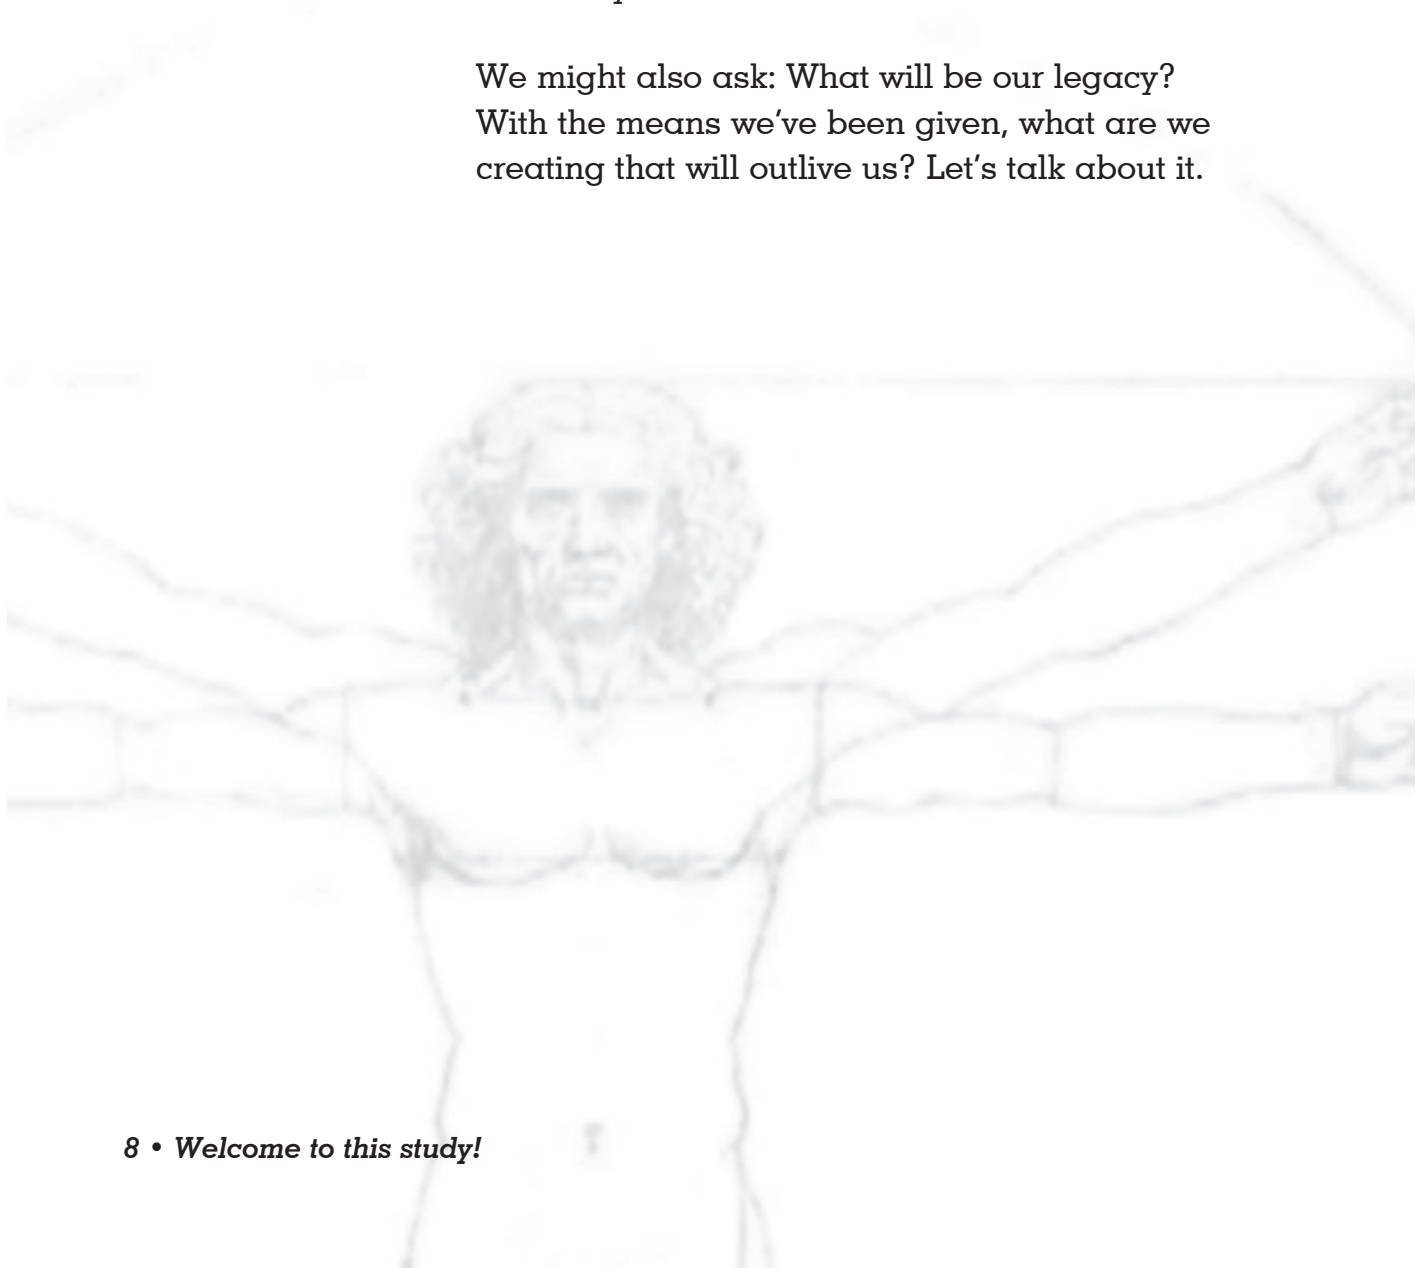 We might also ask: What will be our legacy?
With the means we’ve been given, what are we
creating that will outlive us? Let’s talk about it.
8 • Welcome to this study!